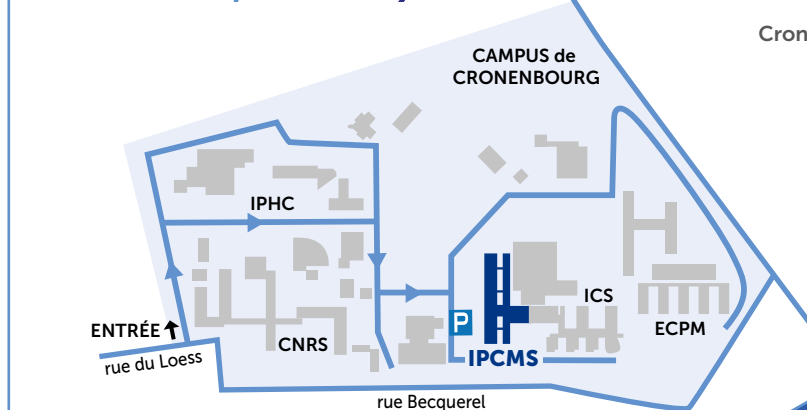 Cron
CAMPUS de
CRONENBOURG
IPHC
ENTRÉE
rue du Loess
CNRS
P
IPCMS
ICS
ECPM
rue Becquerel